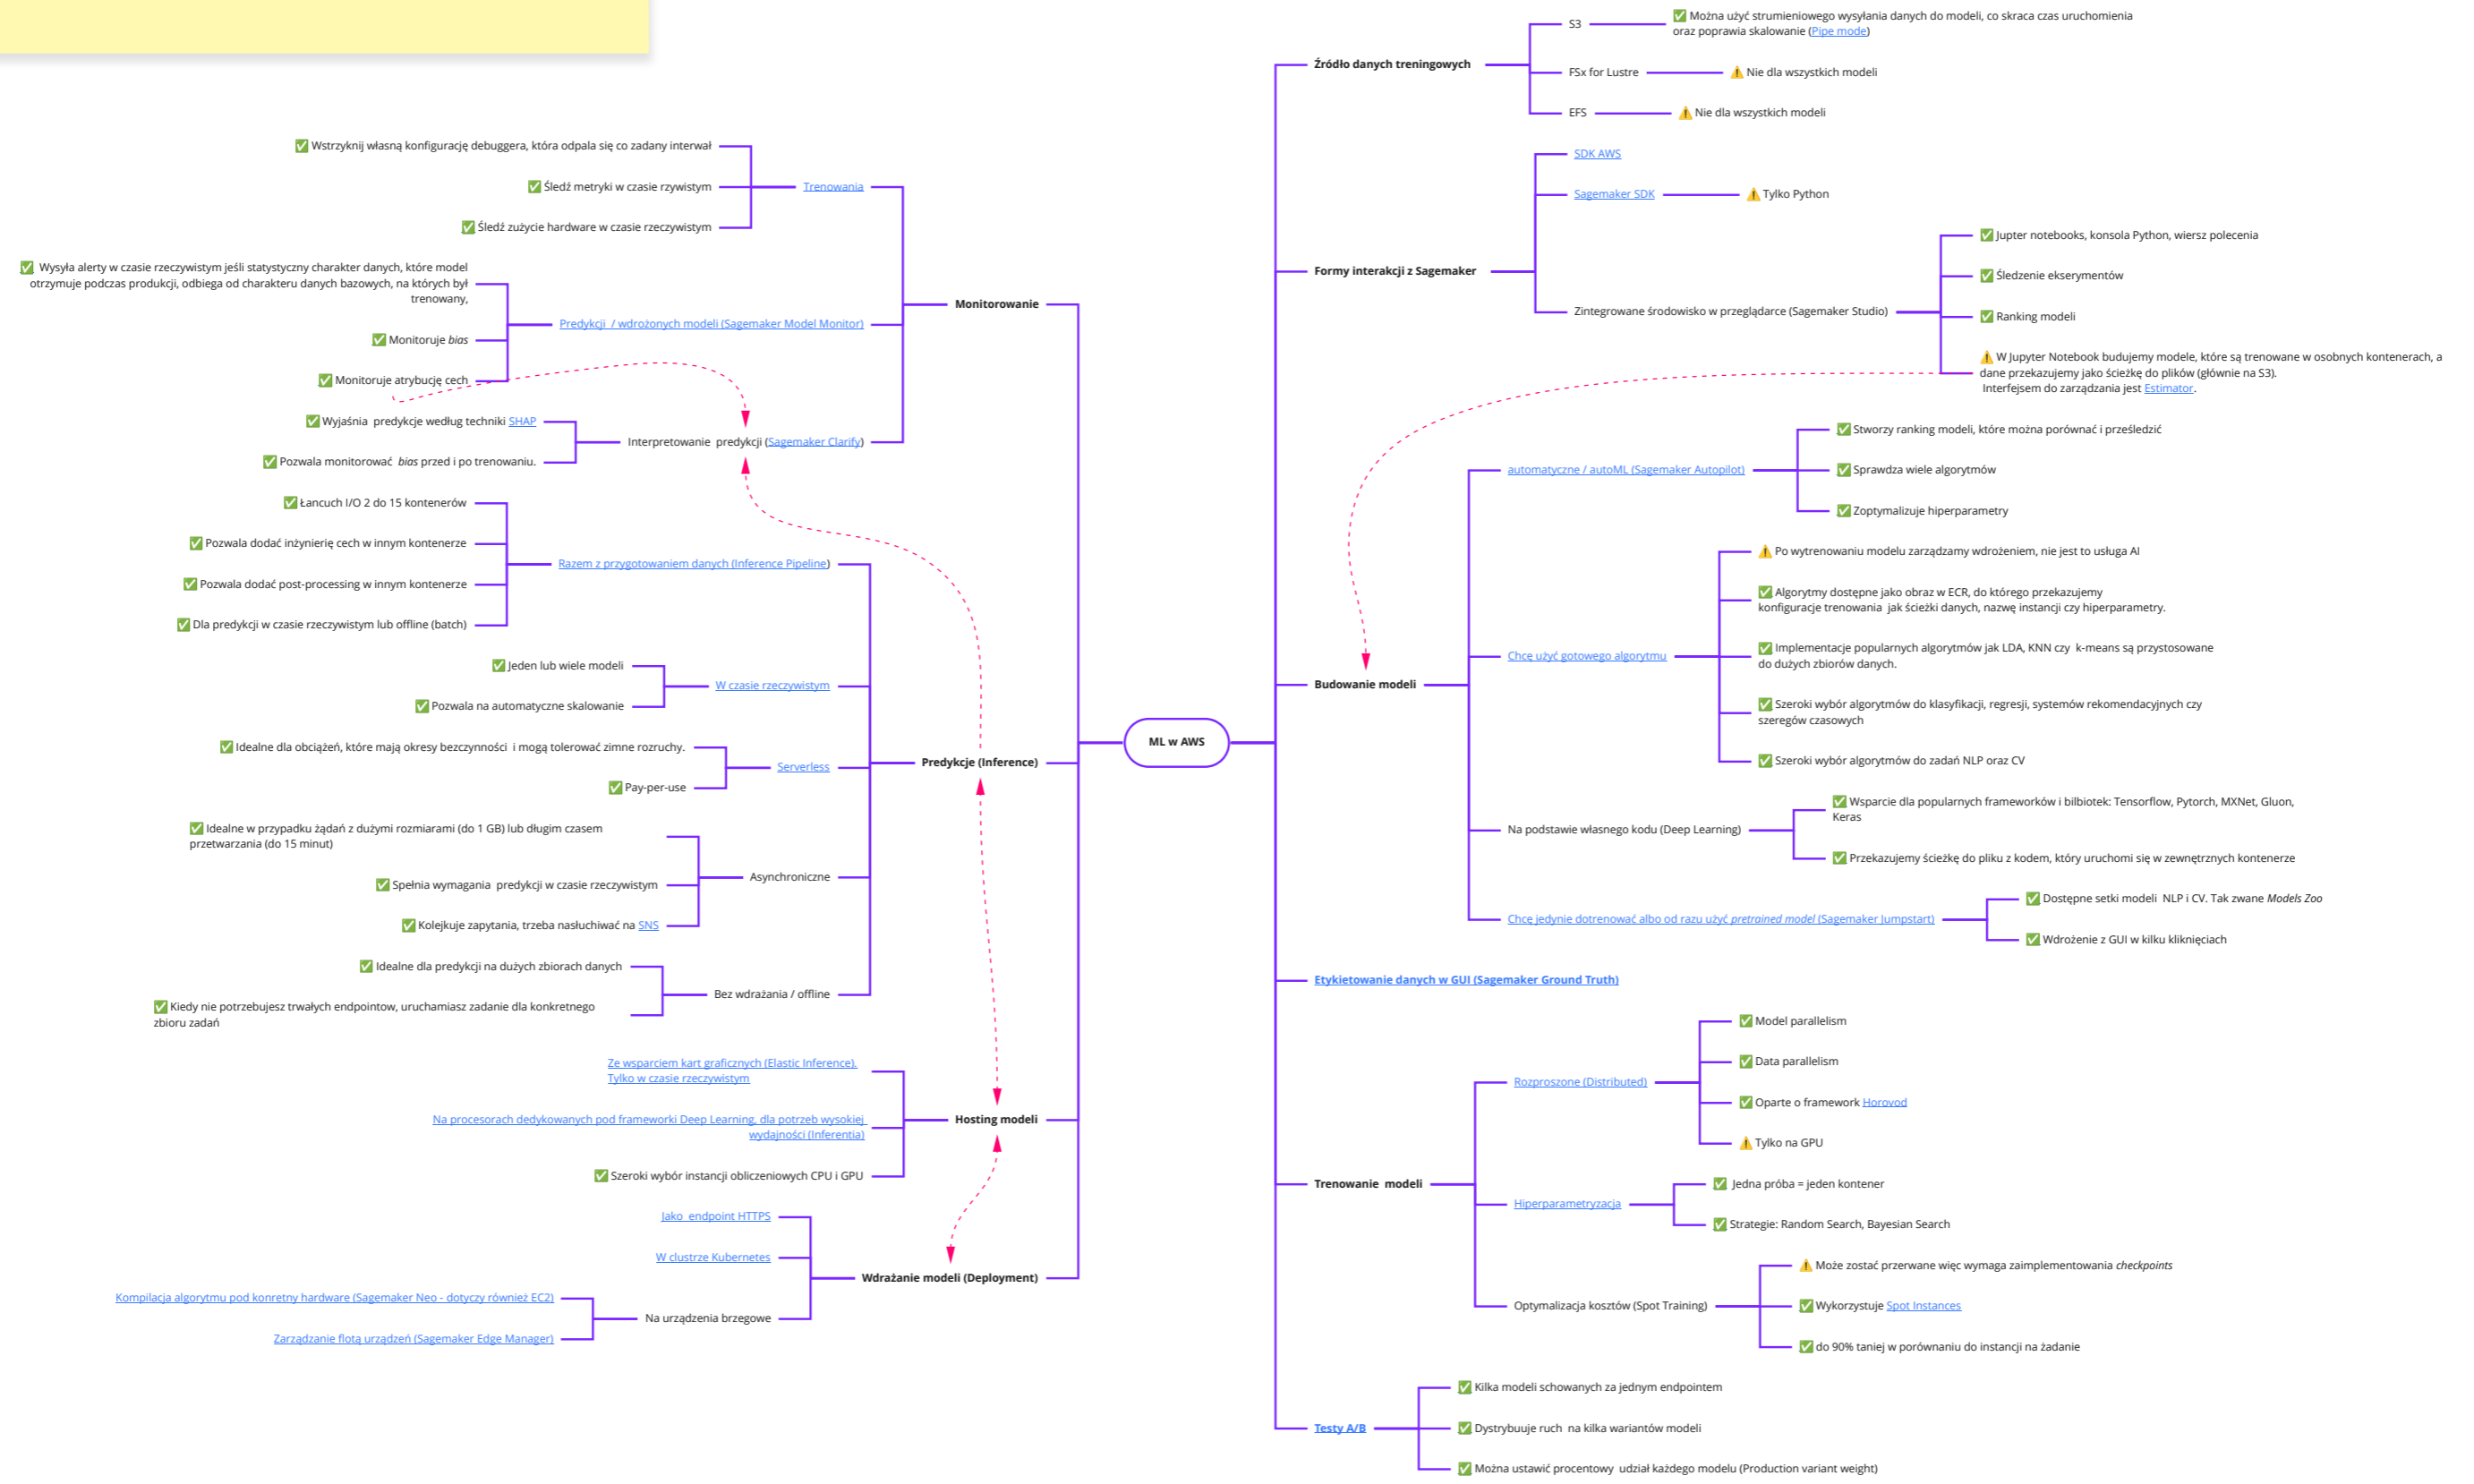 ML w AWS
Monitorowanie
Trenowania
✅ Wstrzyknij własną konfigurację debuggera, która odpala się co zadany interwał
✅ Śledź metryki w czasie rzywistym
✅ Śledź zużycie hardware w czasie rzeczywistym
Predykcji / wdrożonych modeli (Sagemaker Model Monitor)
✅ Wysyła alerty w czasie rzeczywistym jeśli statystyczny charakter danych, które model
otrzymuje podczas produkcji, odbiega od charakteru danych bazowych, na których był
trenowany,
✅ Monitoruje bias
✅ Monitoruje atrybucję cech
Interpretowanie predykcji (Sagemaker Clarify)
✅ Wyjaśnia predykcje według techniki SHAP
✅ Pozwala monitorować bias przed i po trenowaniu.
Predykcje (Inference)
Razem z przygotowaniem danych (Inference Pipeline)
✅ Łancuch I/O 2 do 15 kontenerów
✅ Pozwala dodać inżynierię cech w innym kontenerze
✅ Pozwala dodać post-processing w innym kontenerze
✅ Dla predykcji w czasie rzeczywistym lub offline (batch)
W czasie rzeczywistym
✅ Jeden lub wiele modeli
✅ Pozwala na automatyczne skalowanie
Serverless
✅ Idealne dla obciążeń, które mają okresy bezczynności i mogą tolerować zimne rozruchy.
✅ Pay-per-use
Asynchroniczne
✅ Idealne w przypadku żądań z dużymi rozmiarami (do 1 GB) lub długim czasem
przetwarzania (do 15 minut)
✅ Spełnia wymagania predykcji w czasie rzeczywistym
✅ Kolejkuje zapytania, trzeba nasłuchiwać na SNS
Bez wdrażania / offline
✅ Idealne dla predykcji na dużych zbiorach danych
✅ Kiedy nie potrzebujesz trwałych endpointow, uruchamiasz zadanie dla konkretnego
zbioru zadań
Hosting modeli
Ze wsparciem kart graficznych (Elastic Inference).
Tylko w czasie rzeczywistym
Na procesorach dedykowanych pod frameworki Deep Learning, dla potrzeb wysokiej
wydajności (Inferentia)
✅ Szeroki wybór instancji obliczeniowych CPU i GPU
Wdrażanie modeli (Deployment)
Jako endpoint HTTPS
W clustrze Kubernetes
Na urządzenia brzegowe
Kompilacja algorytmu pod konretny hardware (Sagemaker Neo - dotyczy również EC2)
Zarządzanie flotą urządzeń (Sagemaker Edge Manager)
Źródło danych treningowych
S3
✅ Można użyć strumieniowego wysyłania danych do modeli, co skraca czas uruchomienia
oraz poprawia skalowanie (Pipe mode)
FSx for Lustre
⚠️ Nie dla wszystkich modeli
EFS
⚠️ Nie dla wszystkich modeli
Formy interakcji z Sagemaker
SDK AWS
Sagemaker SDK
⚠️ Tylko Python
Zintegrowane środowisko w przeglądarce (Sagemaker Studio)
✅ Jupter notebooks, konsola Python, wiersz polecenia
✅ Śledzenie ekserymentów
✅ Ranking modeli
⚠️ W Jupyter Notebook budujemy modele, które są trenowane w osobnych kontenerach, a
dane przekazujemy jako ścieżkę do plików (głównie na S3).
Interfejsem do zarządzania jest Estimator.
Budowanie modeli
automatyczne / autoML (Sagemaker Autopilot)
✅ Stworzy ranking modeli, które można porównać i prześledzić
✅ Sprawdza wiele algorytmów
✅ Zoptymalizuje hiperparametry
Chcę użyć gotowego algorytmu
⚠️ Po wytrenowaniu modelu zarządzamy wdrożeniem, nie jest to usługa AI
✅ Algorytmy dostępne jako obraz w ECR, do którego przekazujemy
konfiguracje trenowania jak ścieżki danych, nazwę instancji czy hiperparametry.
✅ Implementacje popularnych algorytmów jak LDA, KNN czy k-means są przystosowane
do dużych zbiorów danych.
✅ Szeroki wybór algorytmów do klasyfikacji, regresji, systemów rekomendacyjnych czy
szeregów czasowych
✅ Szeroki wybór algorytmów do zadań NLP oraz CV
Na podstawie własnego kodu (Deep Learning)
✅ Wsparcie dla popularnych frameworków i bilbiotek: Tensorflow, Pytorch, MXNet, Gluon,
Keras
✅ Przekazujemy ścieżkę do pliku z kodem, który uruchomi się w zewnętrznych kontenerze
Chcę jedynie dotrenować albo od razu użyć pretrained model (Sagemaker Jumpstart)
✅ Dostępne setki modeli NLP i CV. Tak zwane Models Zoo
✅ Wdrożenie z GUI w kilku kliknięciach
Etykietowanie danych w GUI (Sagemaker Ground Truth)
Trenowanie modeli
Rozproszone (Distributed)
✅ Model parallelism
✅ Data parallelism
✅ Oparte o framework Horovod
⚠️ Tylko na GPU
Hiperparametryzacja
✅ Jedna próba = jeden kontener
✅ Strategie: Random Search, Bayesian Search
Optymalizacja kosztów (Spot Training)
⚠️ Może zostać przerwane więc wymaga zaimplementowania checkpoints
✅ Wykorzystuje Spot Instances
✅ do 90% taniej w porównaniu do instancji na żadanie
Testy A/B
✅ Kilka modeli schowanych za jednym endpointem
✅ Dystrybuuje ruch na kilka wariantów modeli
✅ Można ustawić procentowy udział każdego modelu (Production variant weight)